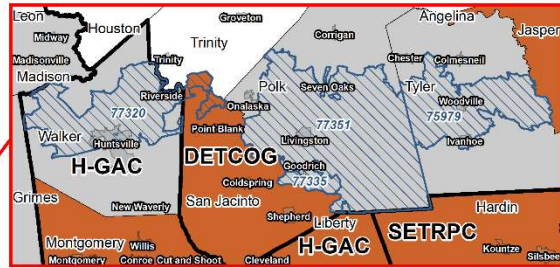 Leon
Houston
Groveton
Angelina
Jasper
Midway
Trinity
Corrigan
Madisonville
Chester
Colmesneil
Madison
Trinity
Polk
Seven Oaks
Tyler
Riverside
Onalaska
Woodville
77320
77351
75979
Walker
Point Blank
Livingston
Ivanhoe
Huntsville
H-GAC
DETCOG
Goodrich
77335
Coldspring
Grimes
New Waverly
San Jacinto
Liberty
Hardin
Shepherd
Montgomery
Willis
H-GAC
SETRPC
Kountze
Montgomery
Conroe
Cut and Shoot
Cleveland
Silsbee